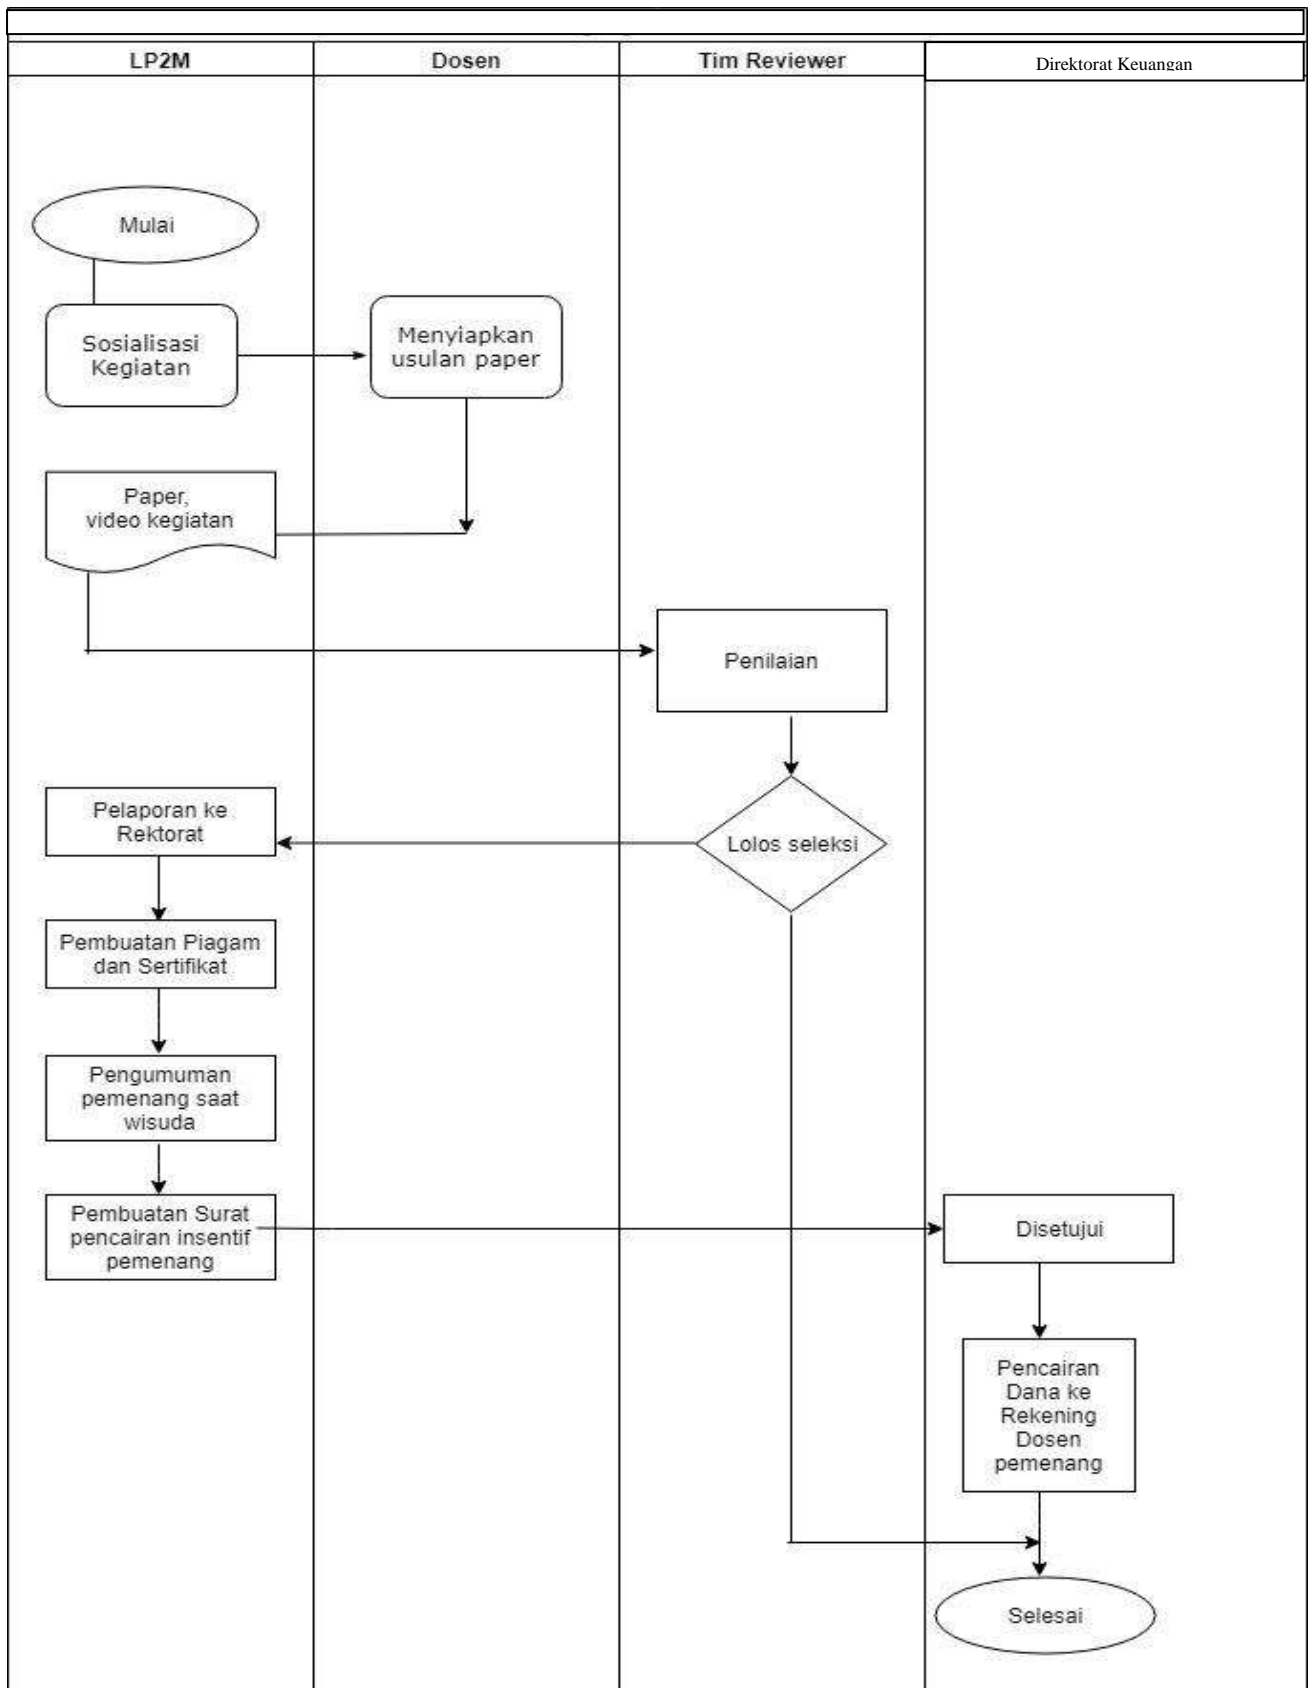 LP2M
Dosen
Tim Reviewer
Direktorat Keuangan
Mulai
Sosialisasi
Kegiatan
Menyiapkan
usulan paper
Paper,
video kegiatan
Penilaian
Lolos seleksi
Pelaporan ke
Rektorat
Pembuatan Piagam
dan Sertifikat
Pengumuman
pemenang saat
wisuda
Pembuatan Surat
pencairan insentif
pemenang
Disetujui
Pencairan
Dana ke
Rekening
Dosen
pemenang
Selesai